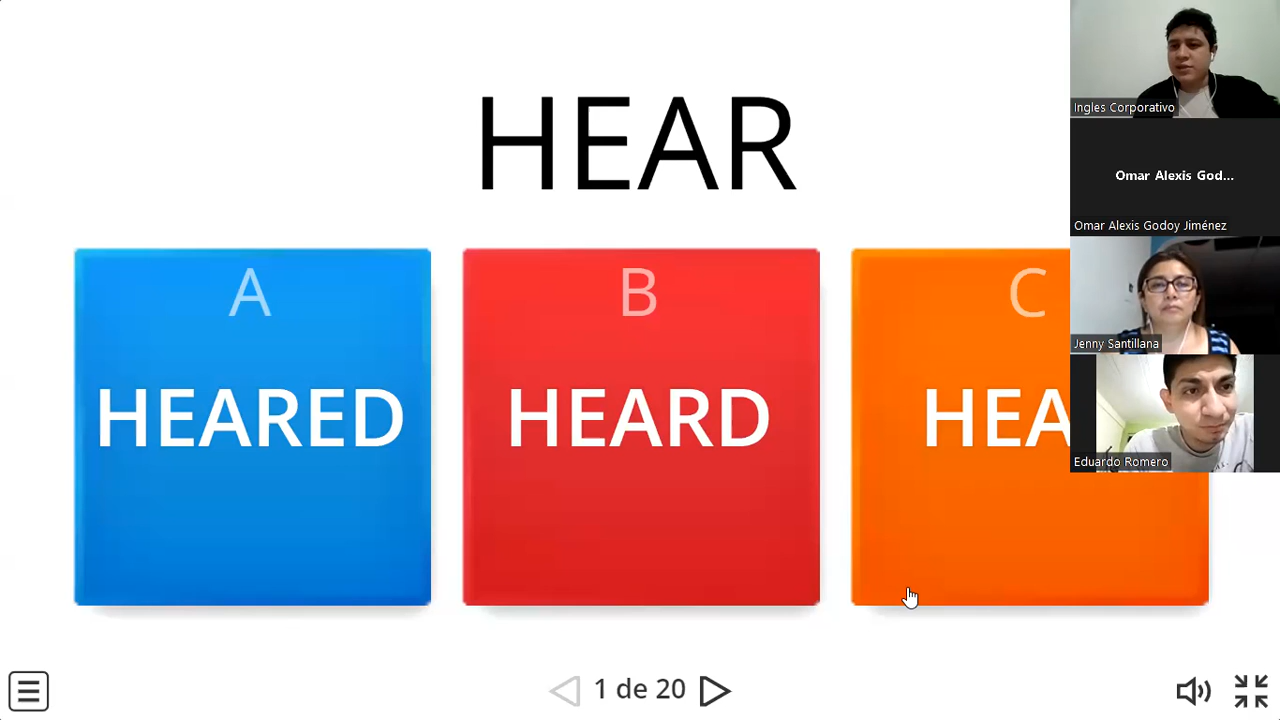 HEAR
A
B
C
HEARED
HEARD
1 de 20
Ingles Corporativo
Omar Alexis God...
Omar Alexis Godoy Jiménez
Jenny Santillana
Eduardo Romero